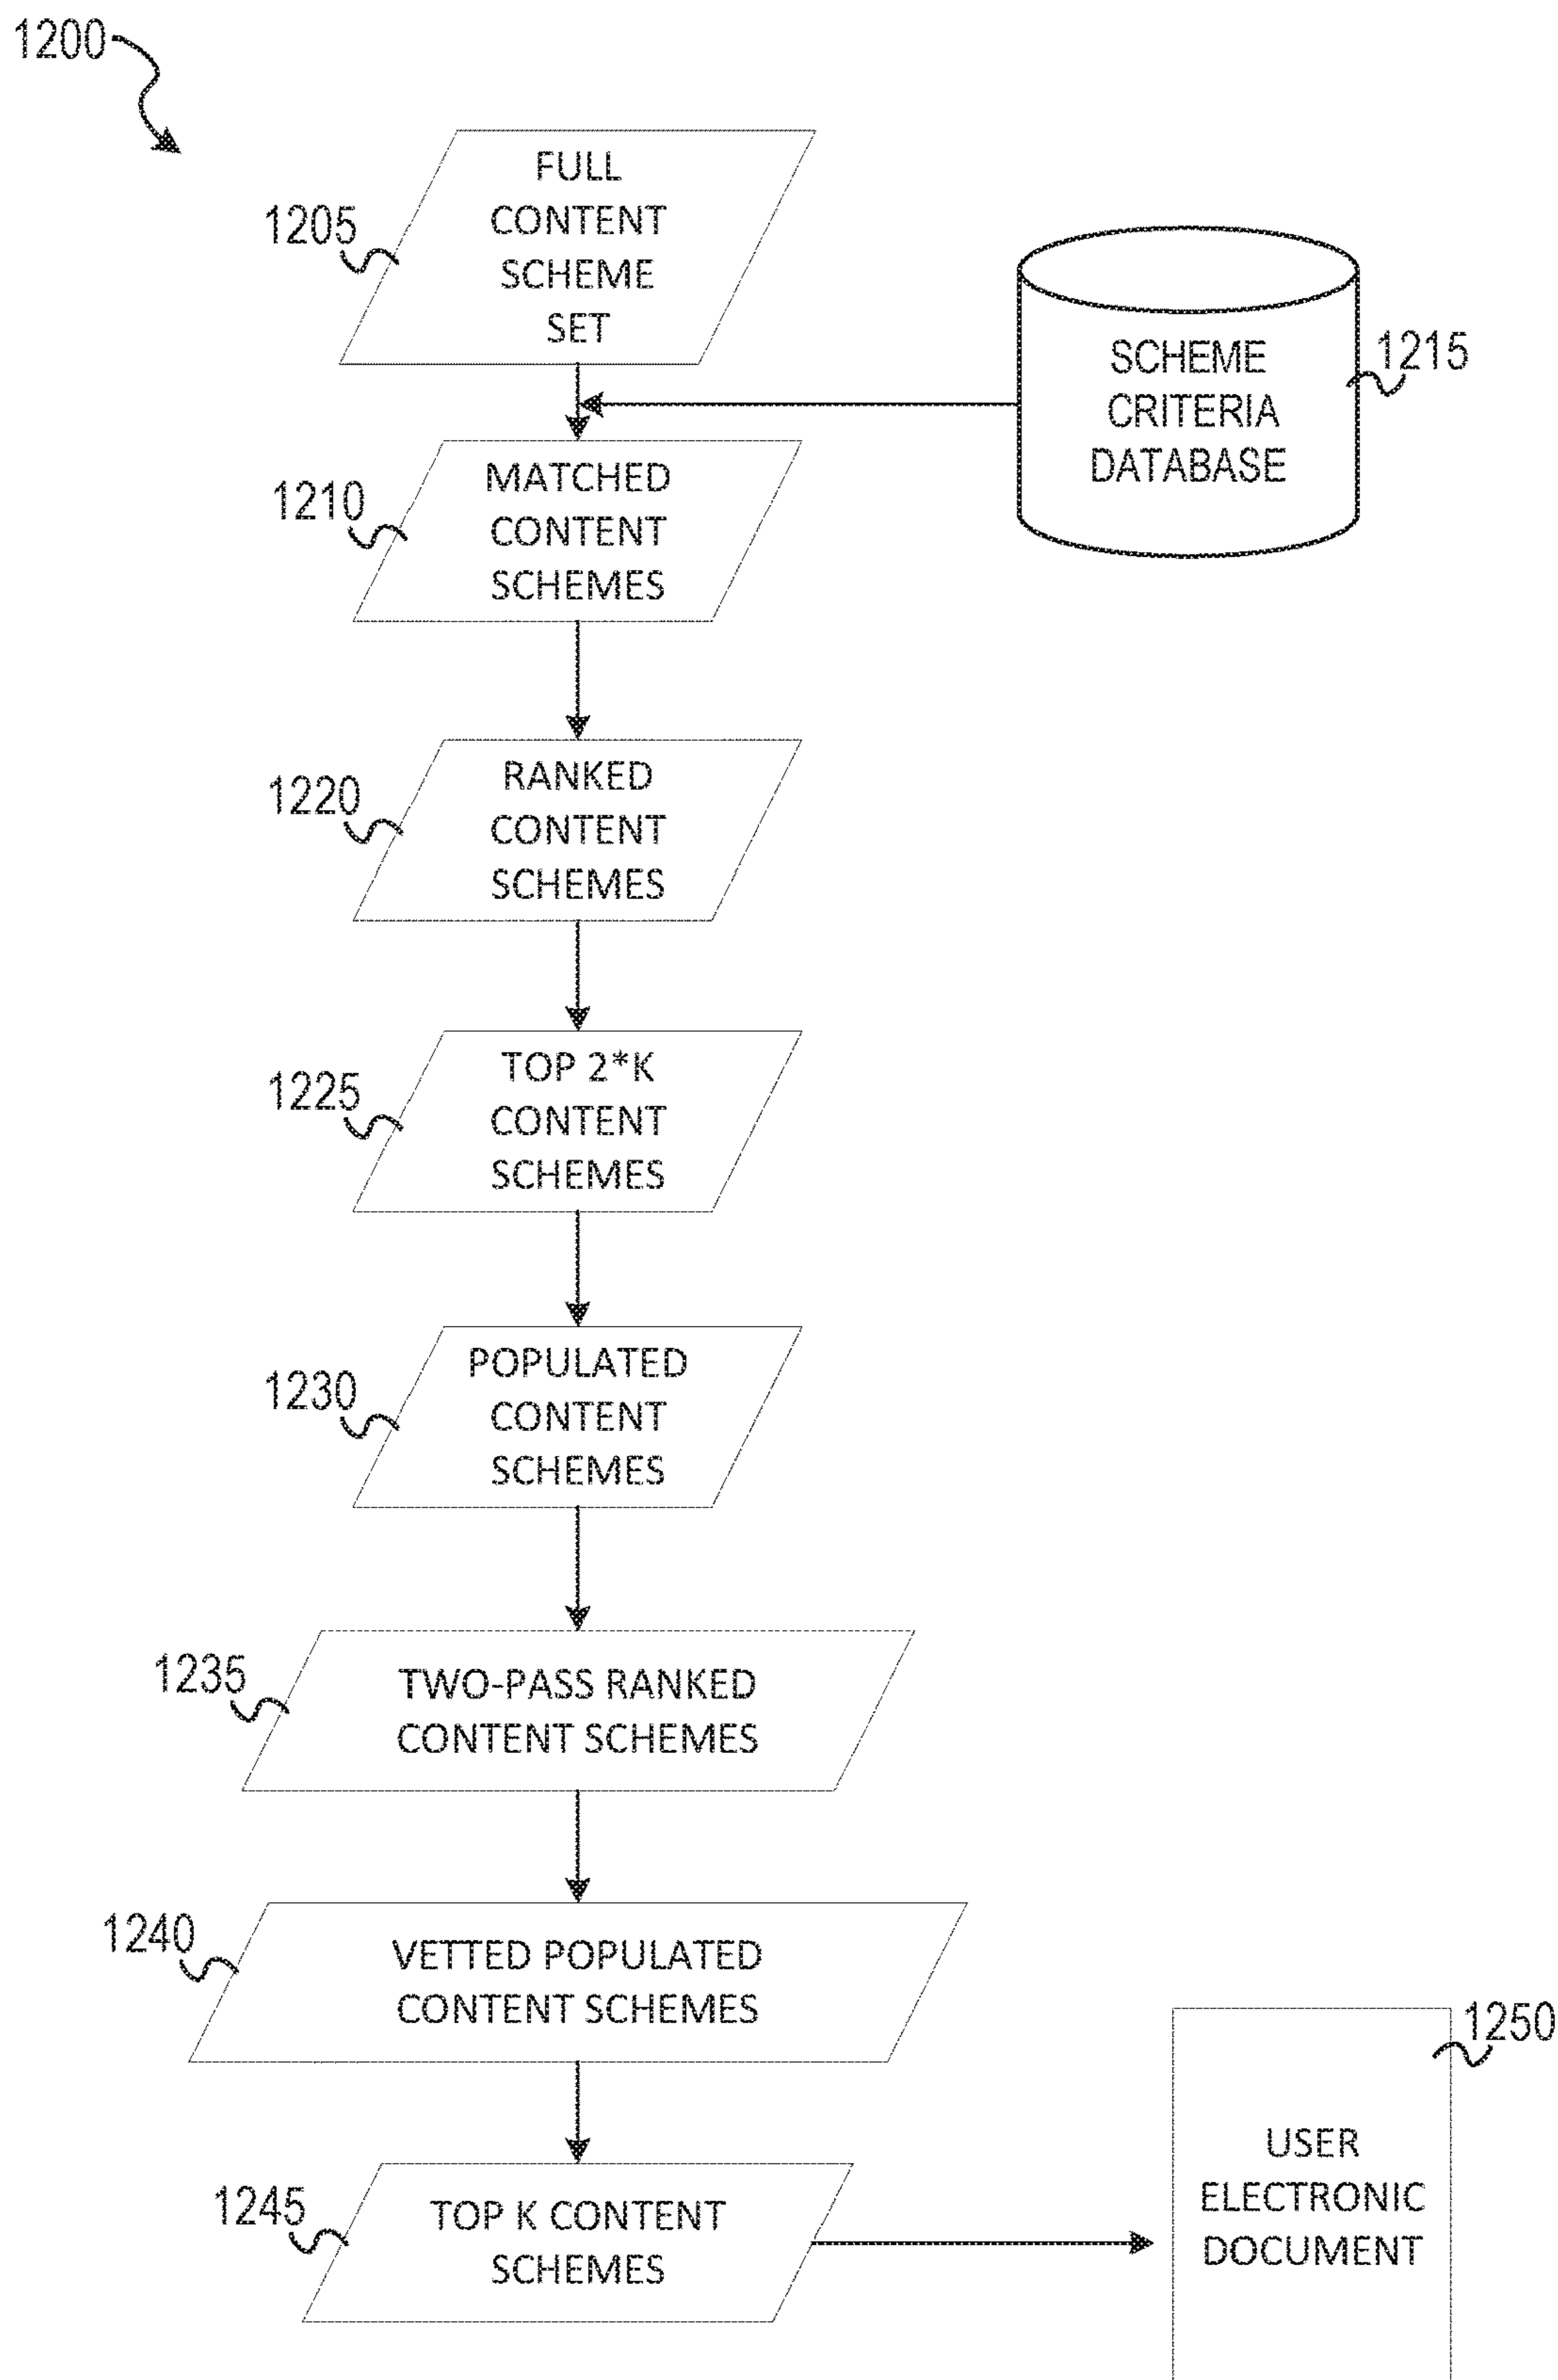 1200
FULL
CONTENT
SCHEME
SET
1205
SCHEME
CRITERIA
DATABASE
1215
MATCHED
CONTENT
SCHEMES
1210
RANKED
CONTENT
SCHEMES
1220
TOP 2*K
CONTENT
SCHEMES
1225
POPULATED
CONTENT
SCHEMES
1230
TWO-PASS RANKED
CONTENT SCHEMES
1235
VETTED POPULATED
CONTENT SCHEMES
1240
TOP K CONTENT
SCHEMES
1245
USER
ELECTRONIC
DOCUMENT
1250